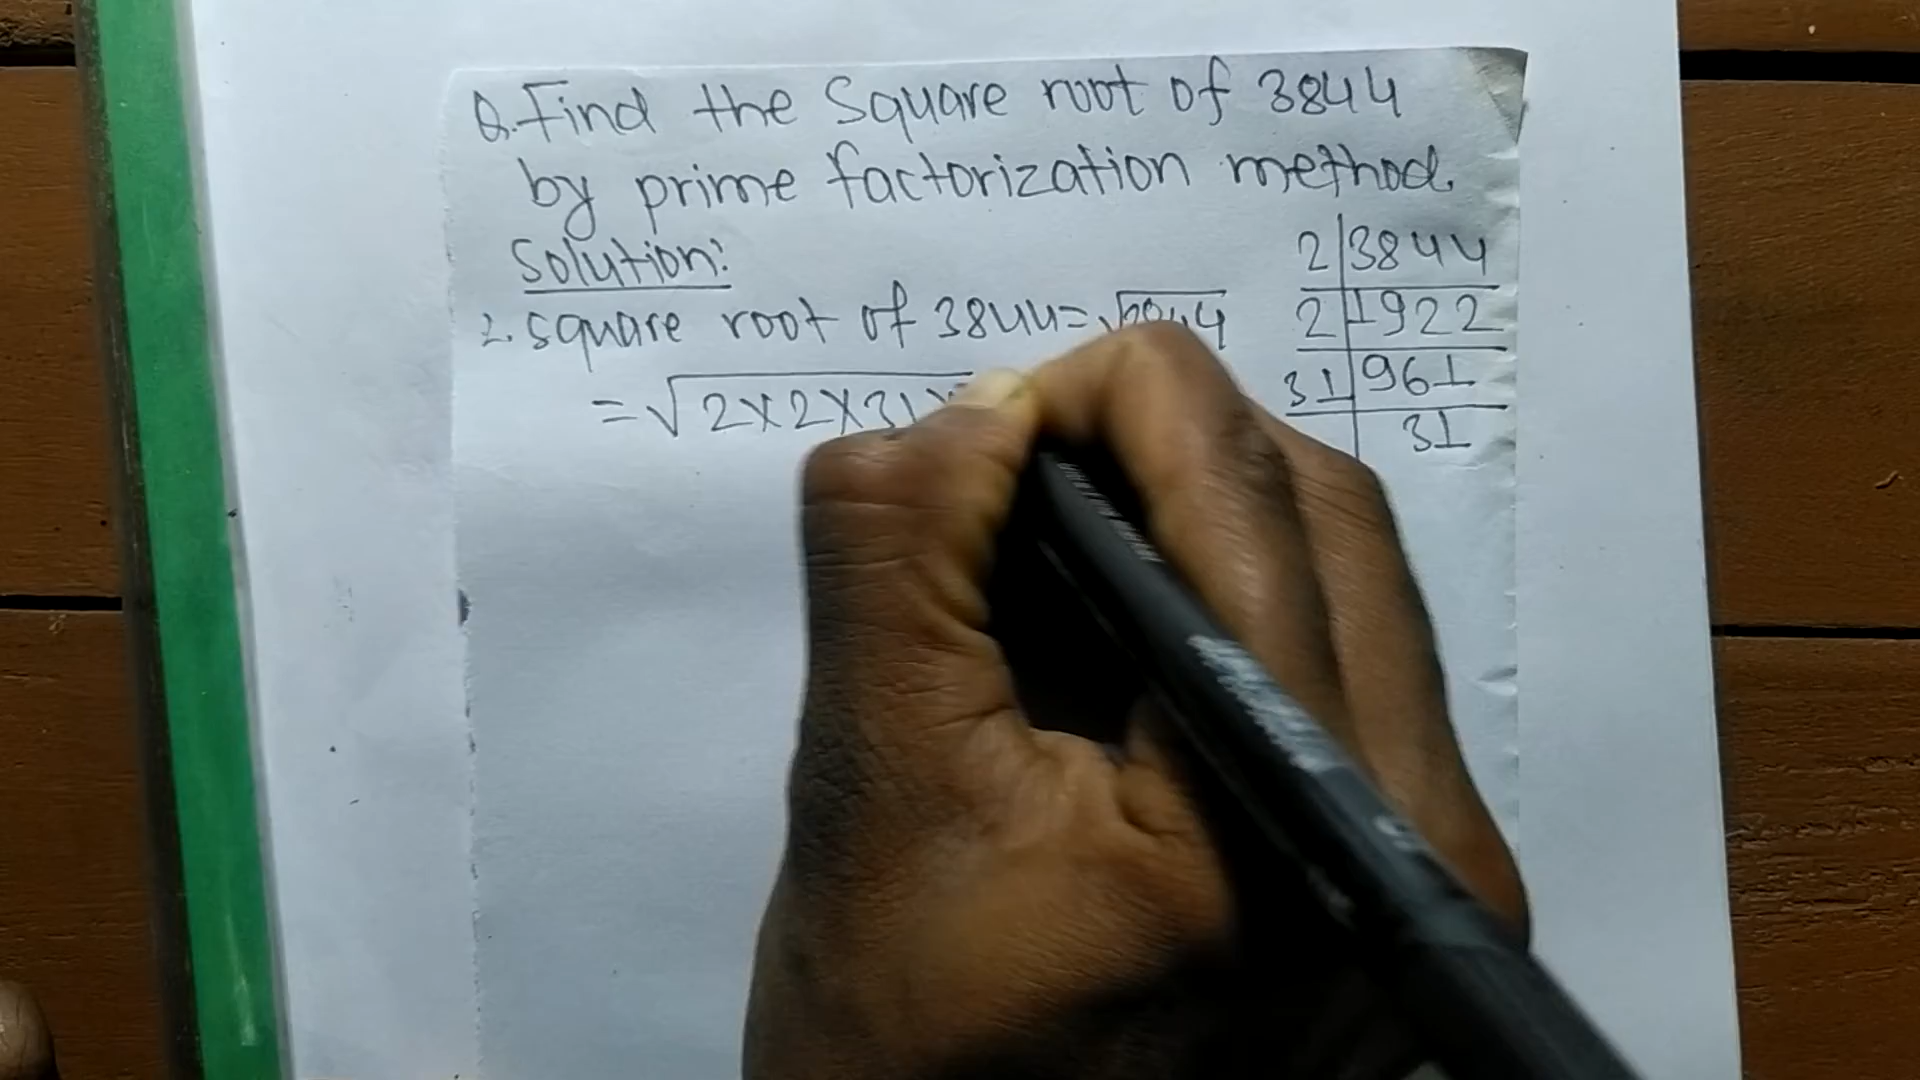 Q. Find the Square root of 3844
by prime factorization method.
Solution:
2 3844
square root of 3844=√3844
2 1922
31 961
=√2×2×31×
31